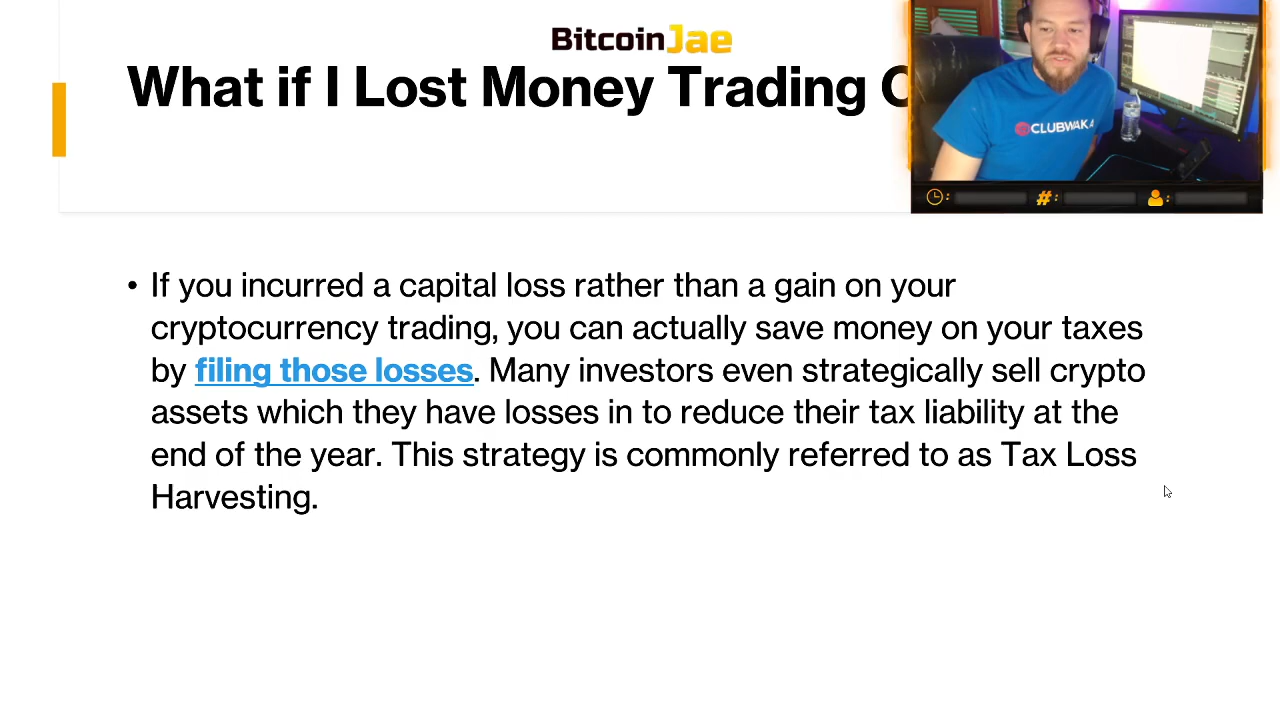 BitcoinJae
What if I Lost Money Trading
CLUBWAKA
If you incurred a capital loss rather than a gain on your
cryptocurrency trading, you can actually save money on your taxes
by filing those losses. Many investors even strategically sell crypto
assets which they have losses in to reduce their tax liability at the
end of the year. This strategy is commonly referred to as Tax Loss
Harvesting.